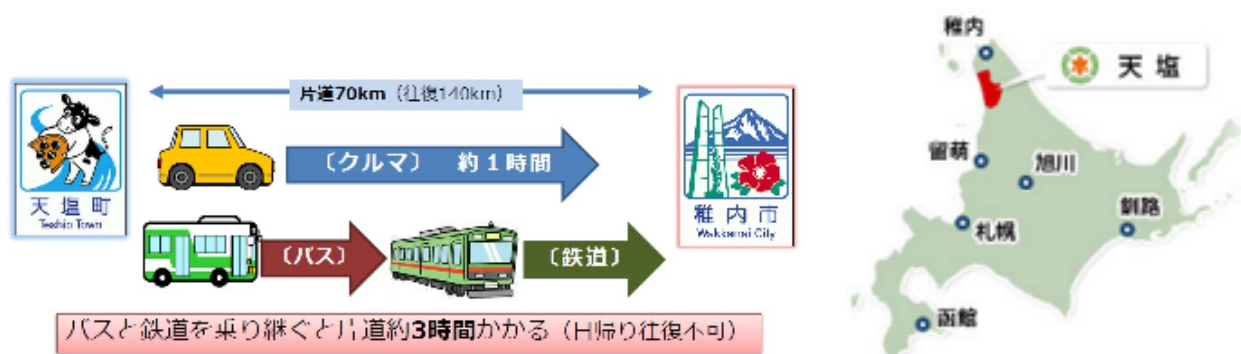 片道70km（往復140km）
天塩町
Teshio Town
〔クルマ〕 約１時間
稚内市
Wakkanai City
〔バス〕
〔鉄道〕
バスと鉄道を乗り継ぐと片道約3時間かかる（日帰り往復不可）
稚内
天塩
留萌
旭川
釧路
札幌
函館